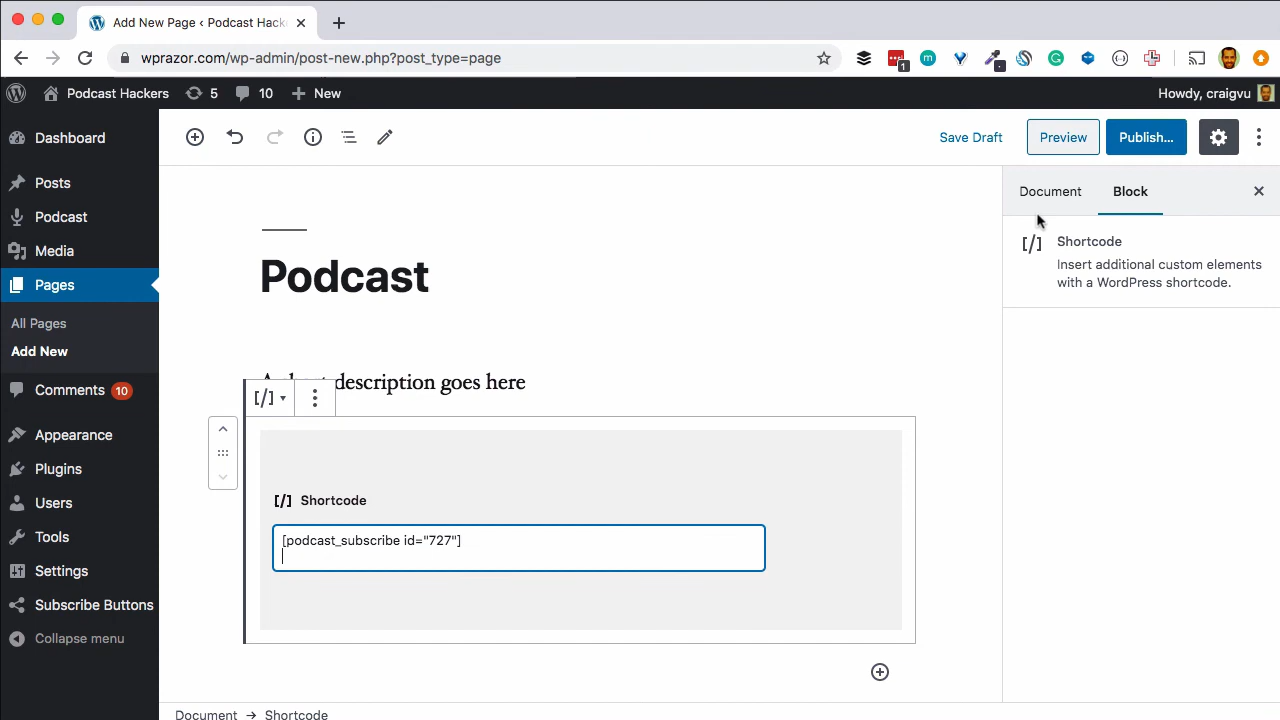 Add New Page ‹ Podcast Hack
wprazor.com/wp-admin/post-new.php?post_type=page
1
m
Podcast Hackers
5
10
New
Howdy, craigvu
Dashboard
Posts
Podcast
Media
Pages
All Pages
Add New
Comments 10
Appearance
Plugins
Users
Tools
Settings
Subscribe Buttons
Collapse menu
Save Draft
Preview
Publish...
Podcast
description goes here
[/]
[/] Shortcode
[podcast_subscribe id="727"]
Document → Shortcode
Document
Block
[/] Shortcode
Insert additional custom elements
with a WordPress shortcode.